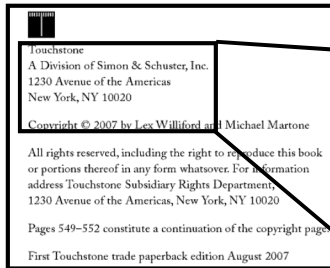 Touchstone
A Division of Simon & Schuster, Inc.
1230 Avenue of the Americas
New York, NY 10020
Copyright © 2007 by Lex Williford and Michael Martone
All rights reserved, including the right to reproduce this book
or portions thereof in any form whatsoever. For information
address Touchstone Subsidiary Rights Department,
1230 Avenue of the Americas, New York, NY 10020
Pages 549–552 constitute a continuation of the copyright page.
First Touchstone trade paperback edition August 2007